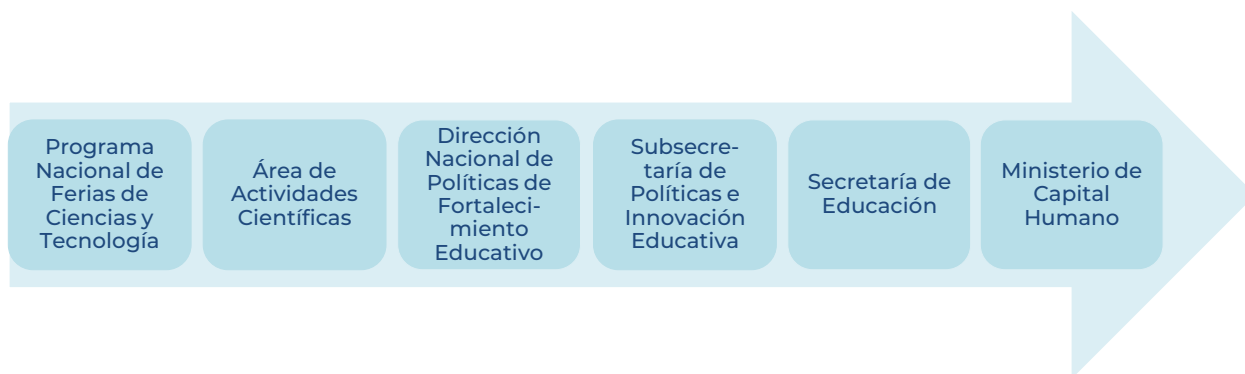 Programa
Nacional de
Ferias de
Ciencias y
Tecnología
Área de
Actividades
Científicas
Dirección
Nacional de
Políticas de
Fortaleci-
miento
Educativo
Subsecre-
taría de
Políticas e
Innovación
Educativa
Secretaría de
Educación
Ministerio de
Capital
Humano